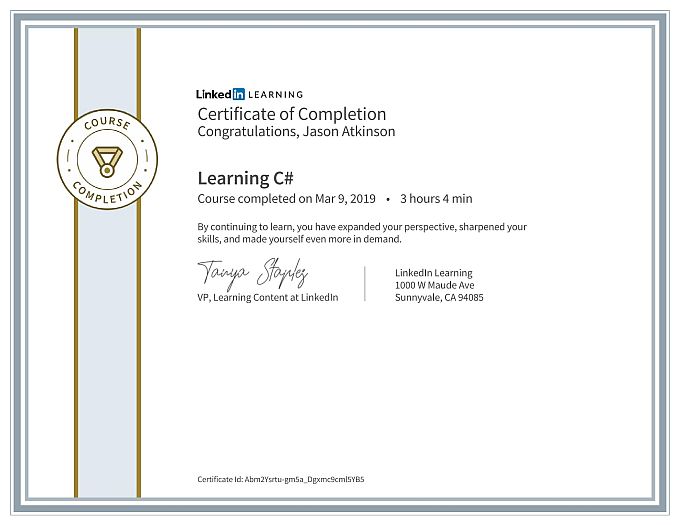 COURSE
COMPLETION
Linked in LEARNING
Certificate of Completion
Congratulations, Jason Atkinson
Learning C#
Course completed on Mar 9, 2019 • 3 hours 4 min
By continuing to learn, you have expanded your perspective, sharpened your
skills, and made yourself even more in demand.
Tanya Staples
VP, Learning Content at LinkedIn
LinkedIn Learning
1000 W Maude Ave
Sunnyvale, CA 94085
Certificate Id: Abm2Ysrtu-gm5a_Dgxmc9cml5YB5